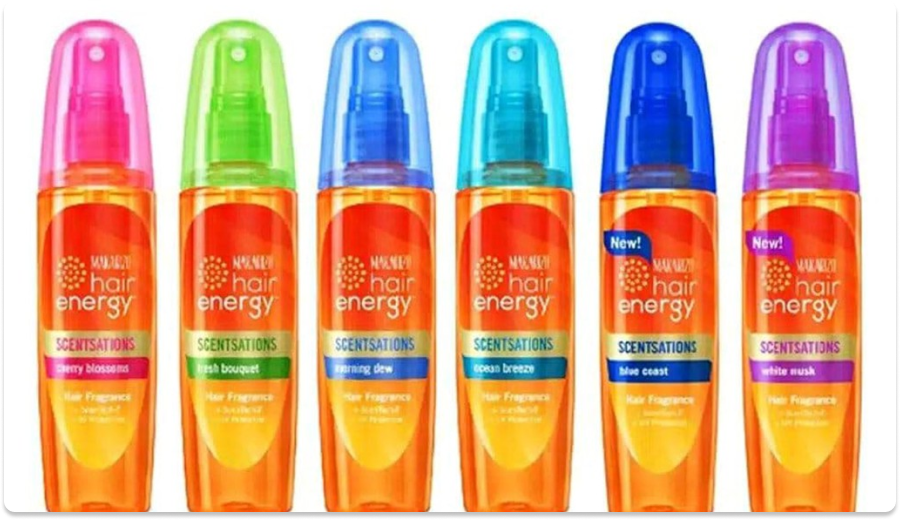 MAKARIZO
hair
energy
SCENTSATIONS
cherry blossoms
Hair Fragrance
MAKARIZO
hair
energy
SCENTSATIONS
fresh bouquet
Hair Fragrance
MAKARIZO
hair
energy
SCENTSATIONS
morning dew
Hair Fragrance
MAKARIZO
hair
energy
SCENTSATIONS
ocean breeze
Hair Fragrance
New!
MAKARIZO
hair
energy
SCENTSATIONS
blue coast
Hair Fragrance
New!
MAKARIZO
hair
energy
SCENTSATIONS
white musk
Hair Fragrance